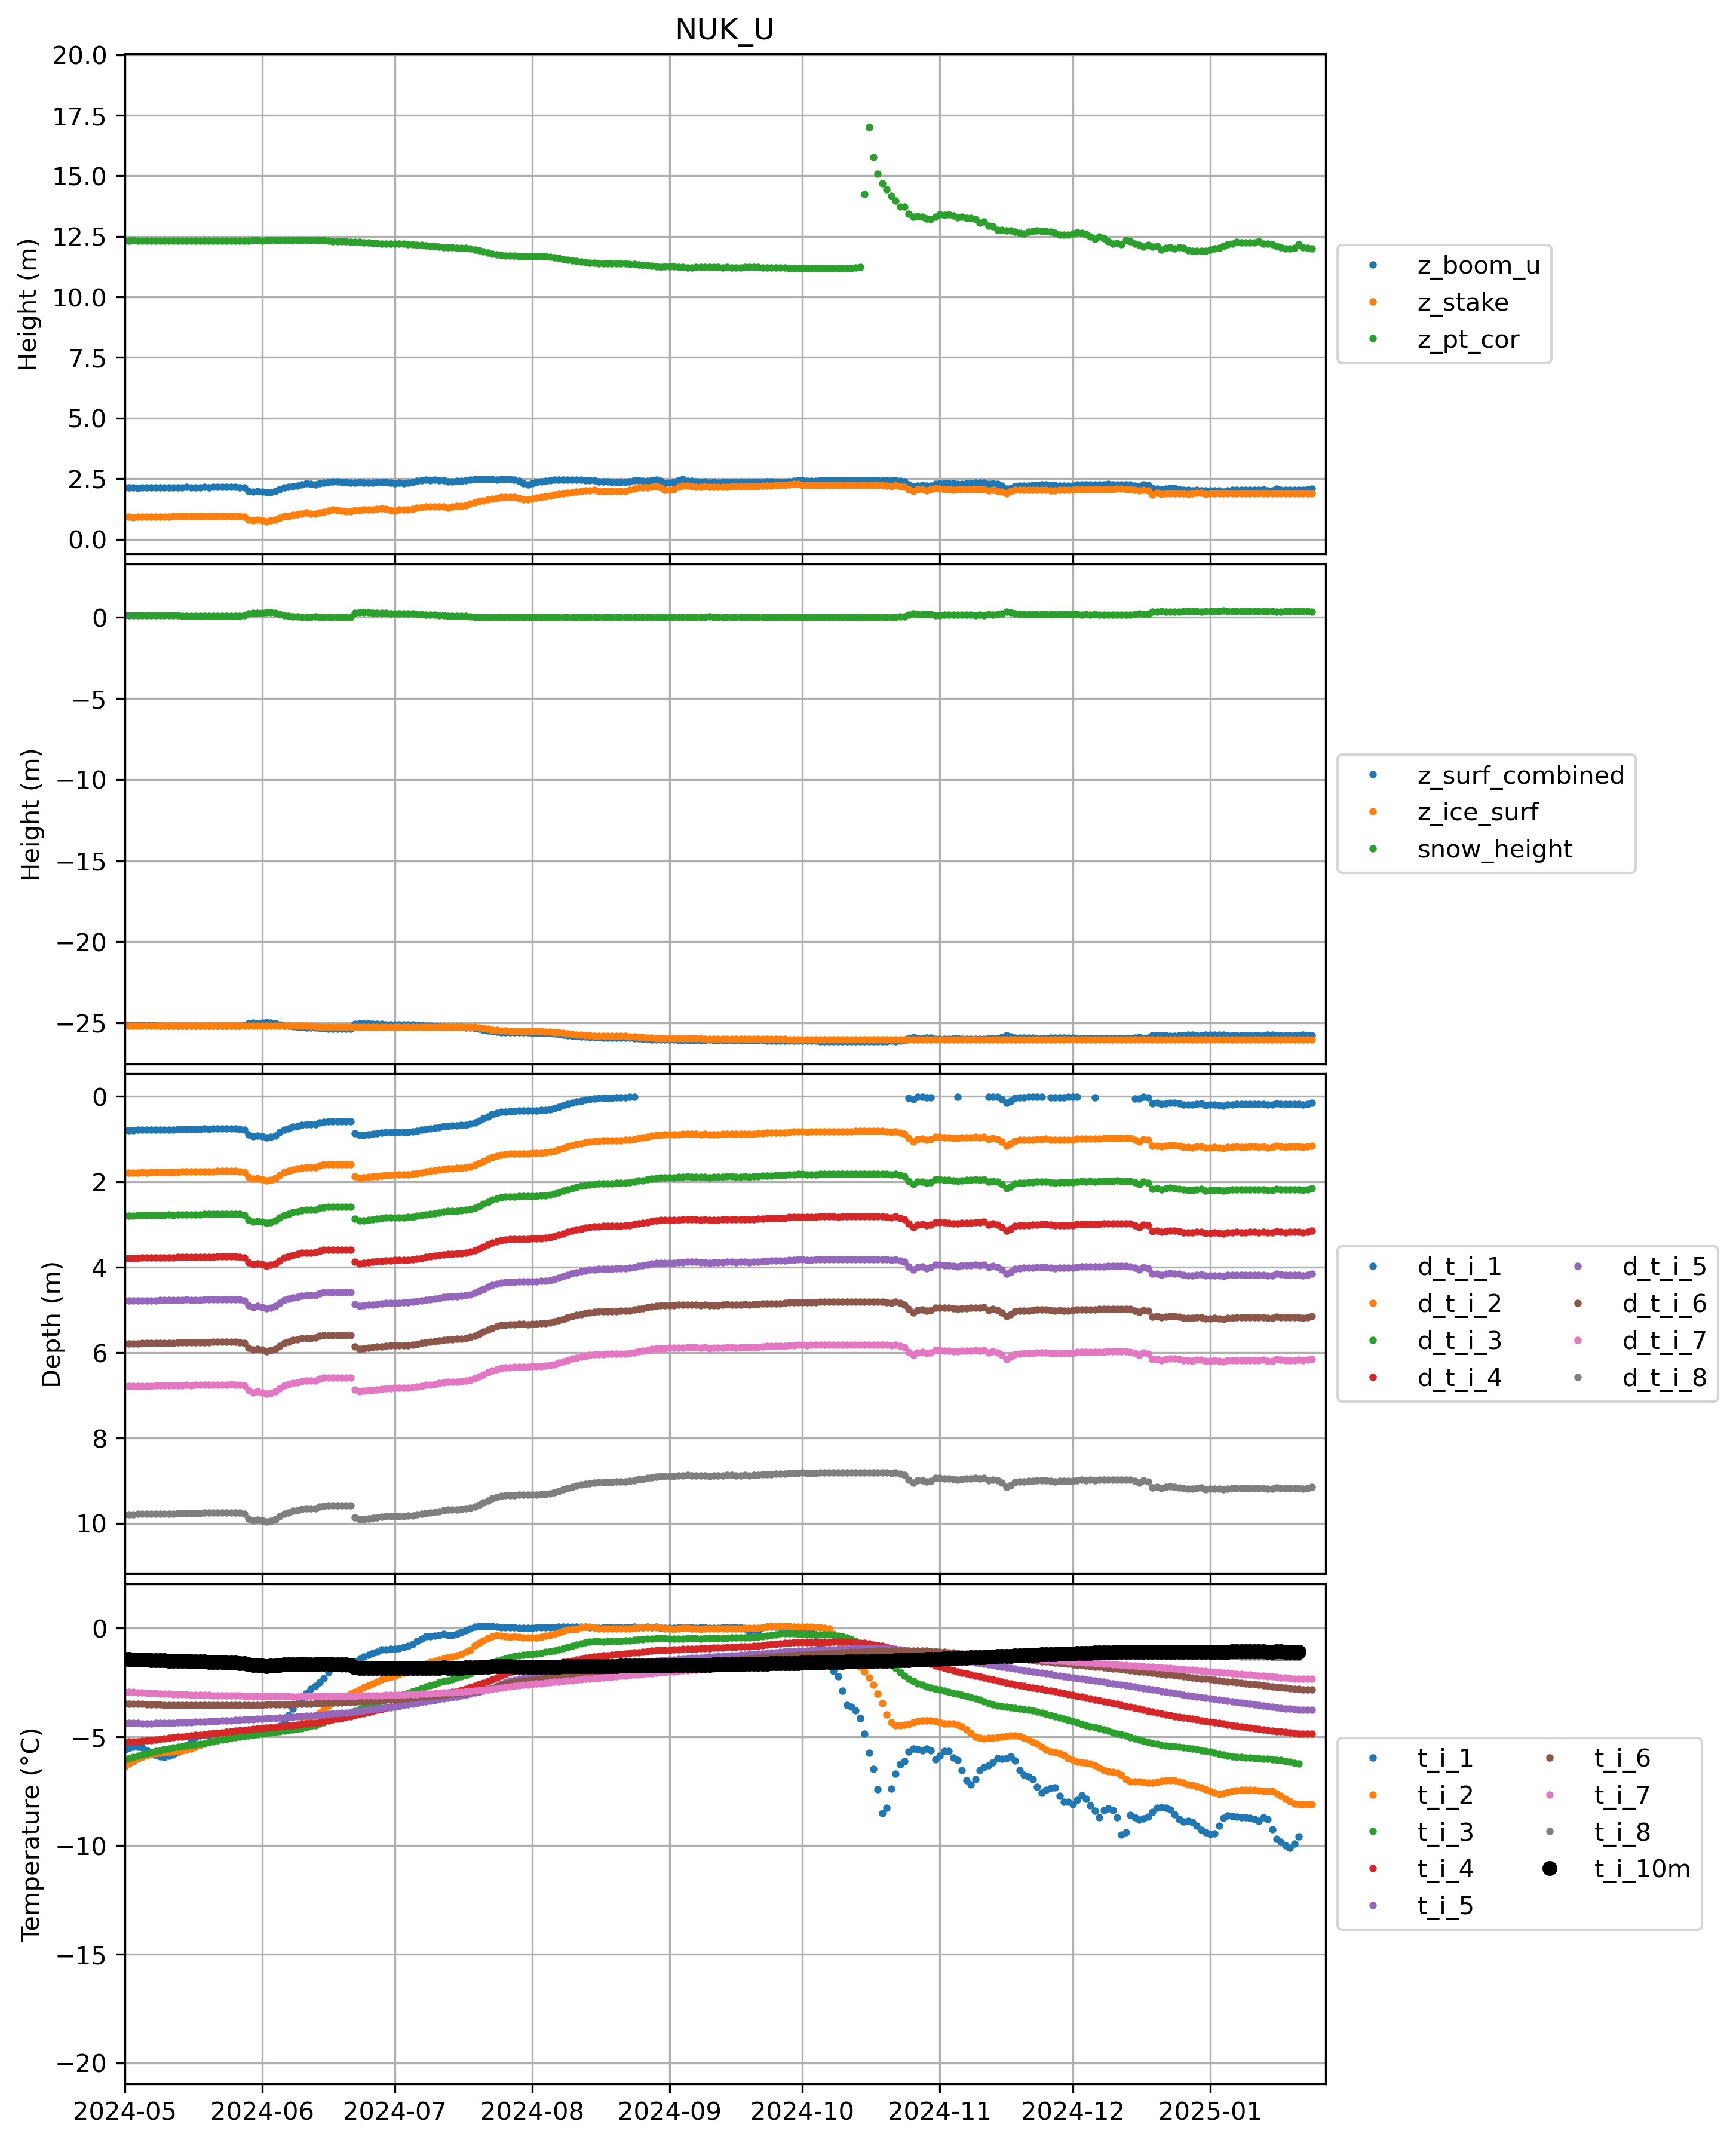 NUK_U
20.0
17.5
15.0
12.5
10.0
7.5
5.0
2.5
0.0
Height (m)
z_boom_u
z_stake
z_pt_cor
0
−5
−10
−15
−20
−25
Height (m)
z_surf_combined
z_ice_surf
snow_height
0
2
4
6
8
10
Depth (m)
d_t_i_1 d_t_i_5
d_t_i_2 d_t_i_6
d_t_i_3 d_t_i_7
d_t_i_4 d_t_i_8
0
−5
−10
−15
−20
Temperature (°C)
t_i_1 t_i_6
t_i_2 t_i_7
t_i_3 t_i_8
t_i_4 t_i_10m
t_i_5
2024-05 2024-06 2024-07 2024-08 2024-09 2024-10 2024-11 2024-12 2025-01